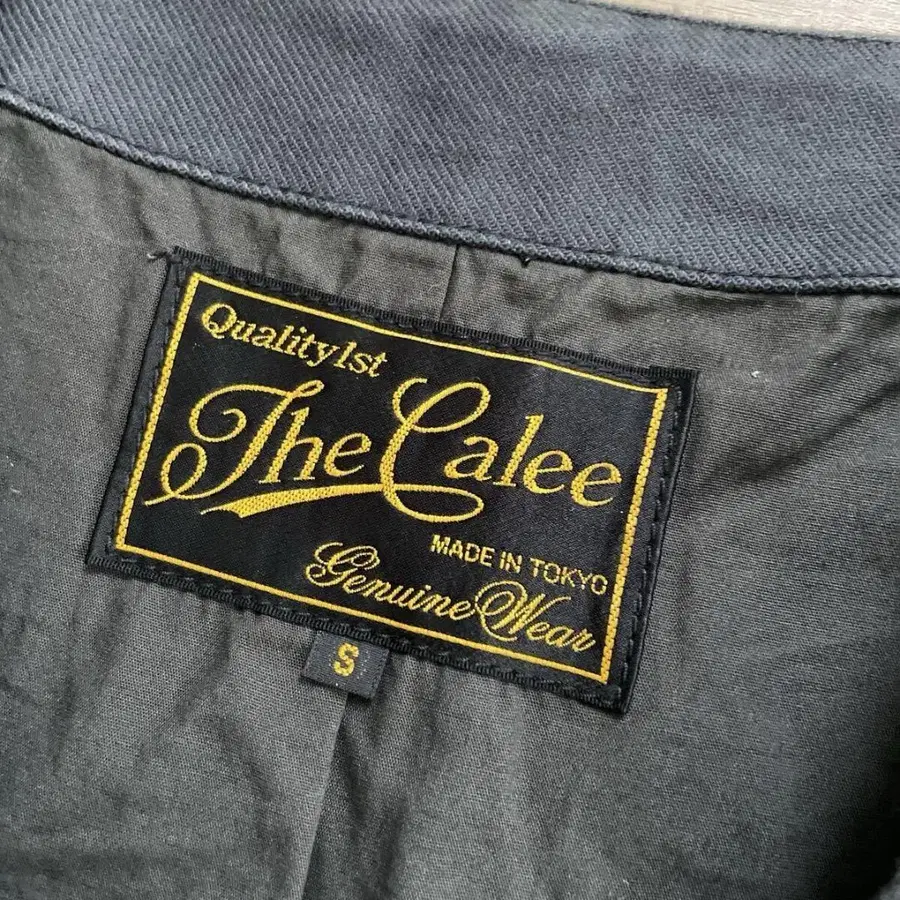 Quality1st
The Calee
MADE IN TOKYO
Genuine Wear
S